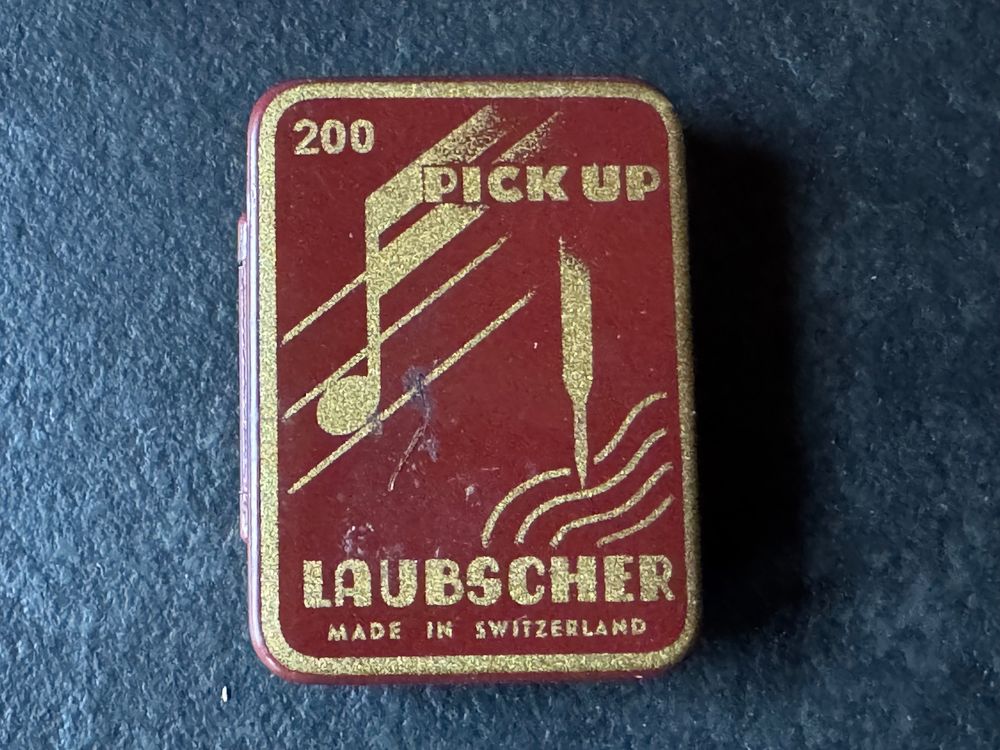 200
PICK UP
LAUBSCHER
MADE IN SWITZERLAND